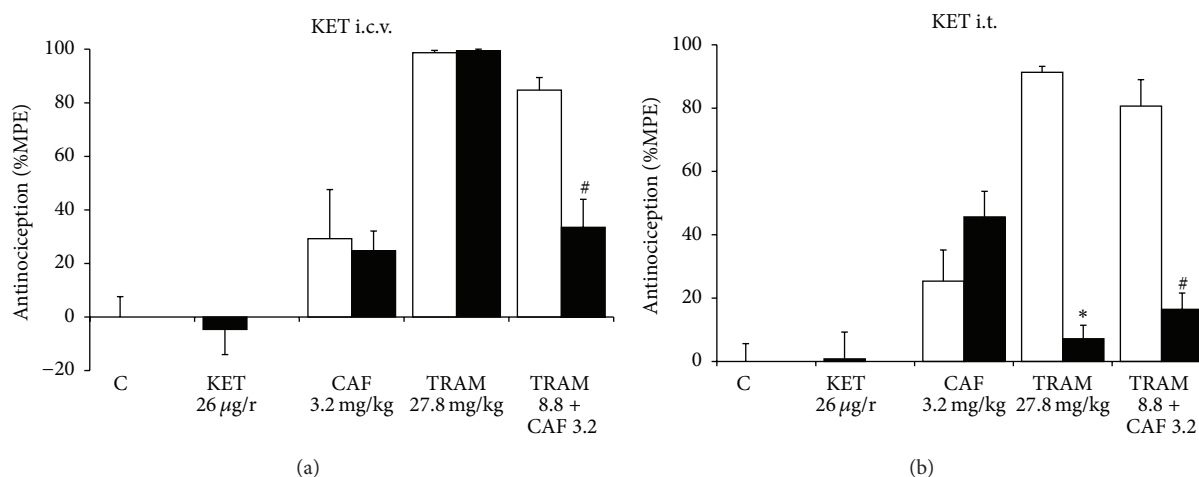 KET i.c.v.
Antinociception (%MPE)
100
80
60
40
20
0
−20
#
C
KET
26 µg/r
CAF
3.2 mg/kg
TRAM
27.8 mg/kg
TRAM
8.8 +
CAF 3.2
(a)
KET i.t.
Antinociception (%MPE)
100
80
60
40
20
0
*
#
C
KET
26 µg/r
CAF
3.2 mg/kg
TRAM
27.8 mg/kg
TRAM
8.8 +
CAF 3.2
(b)